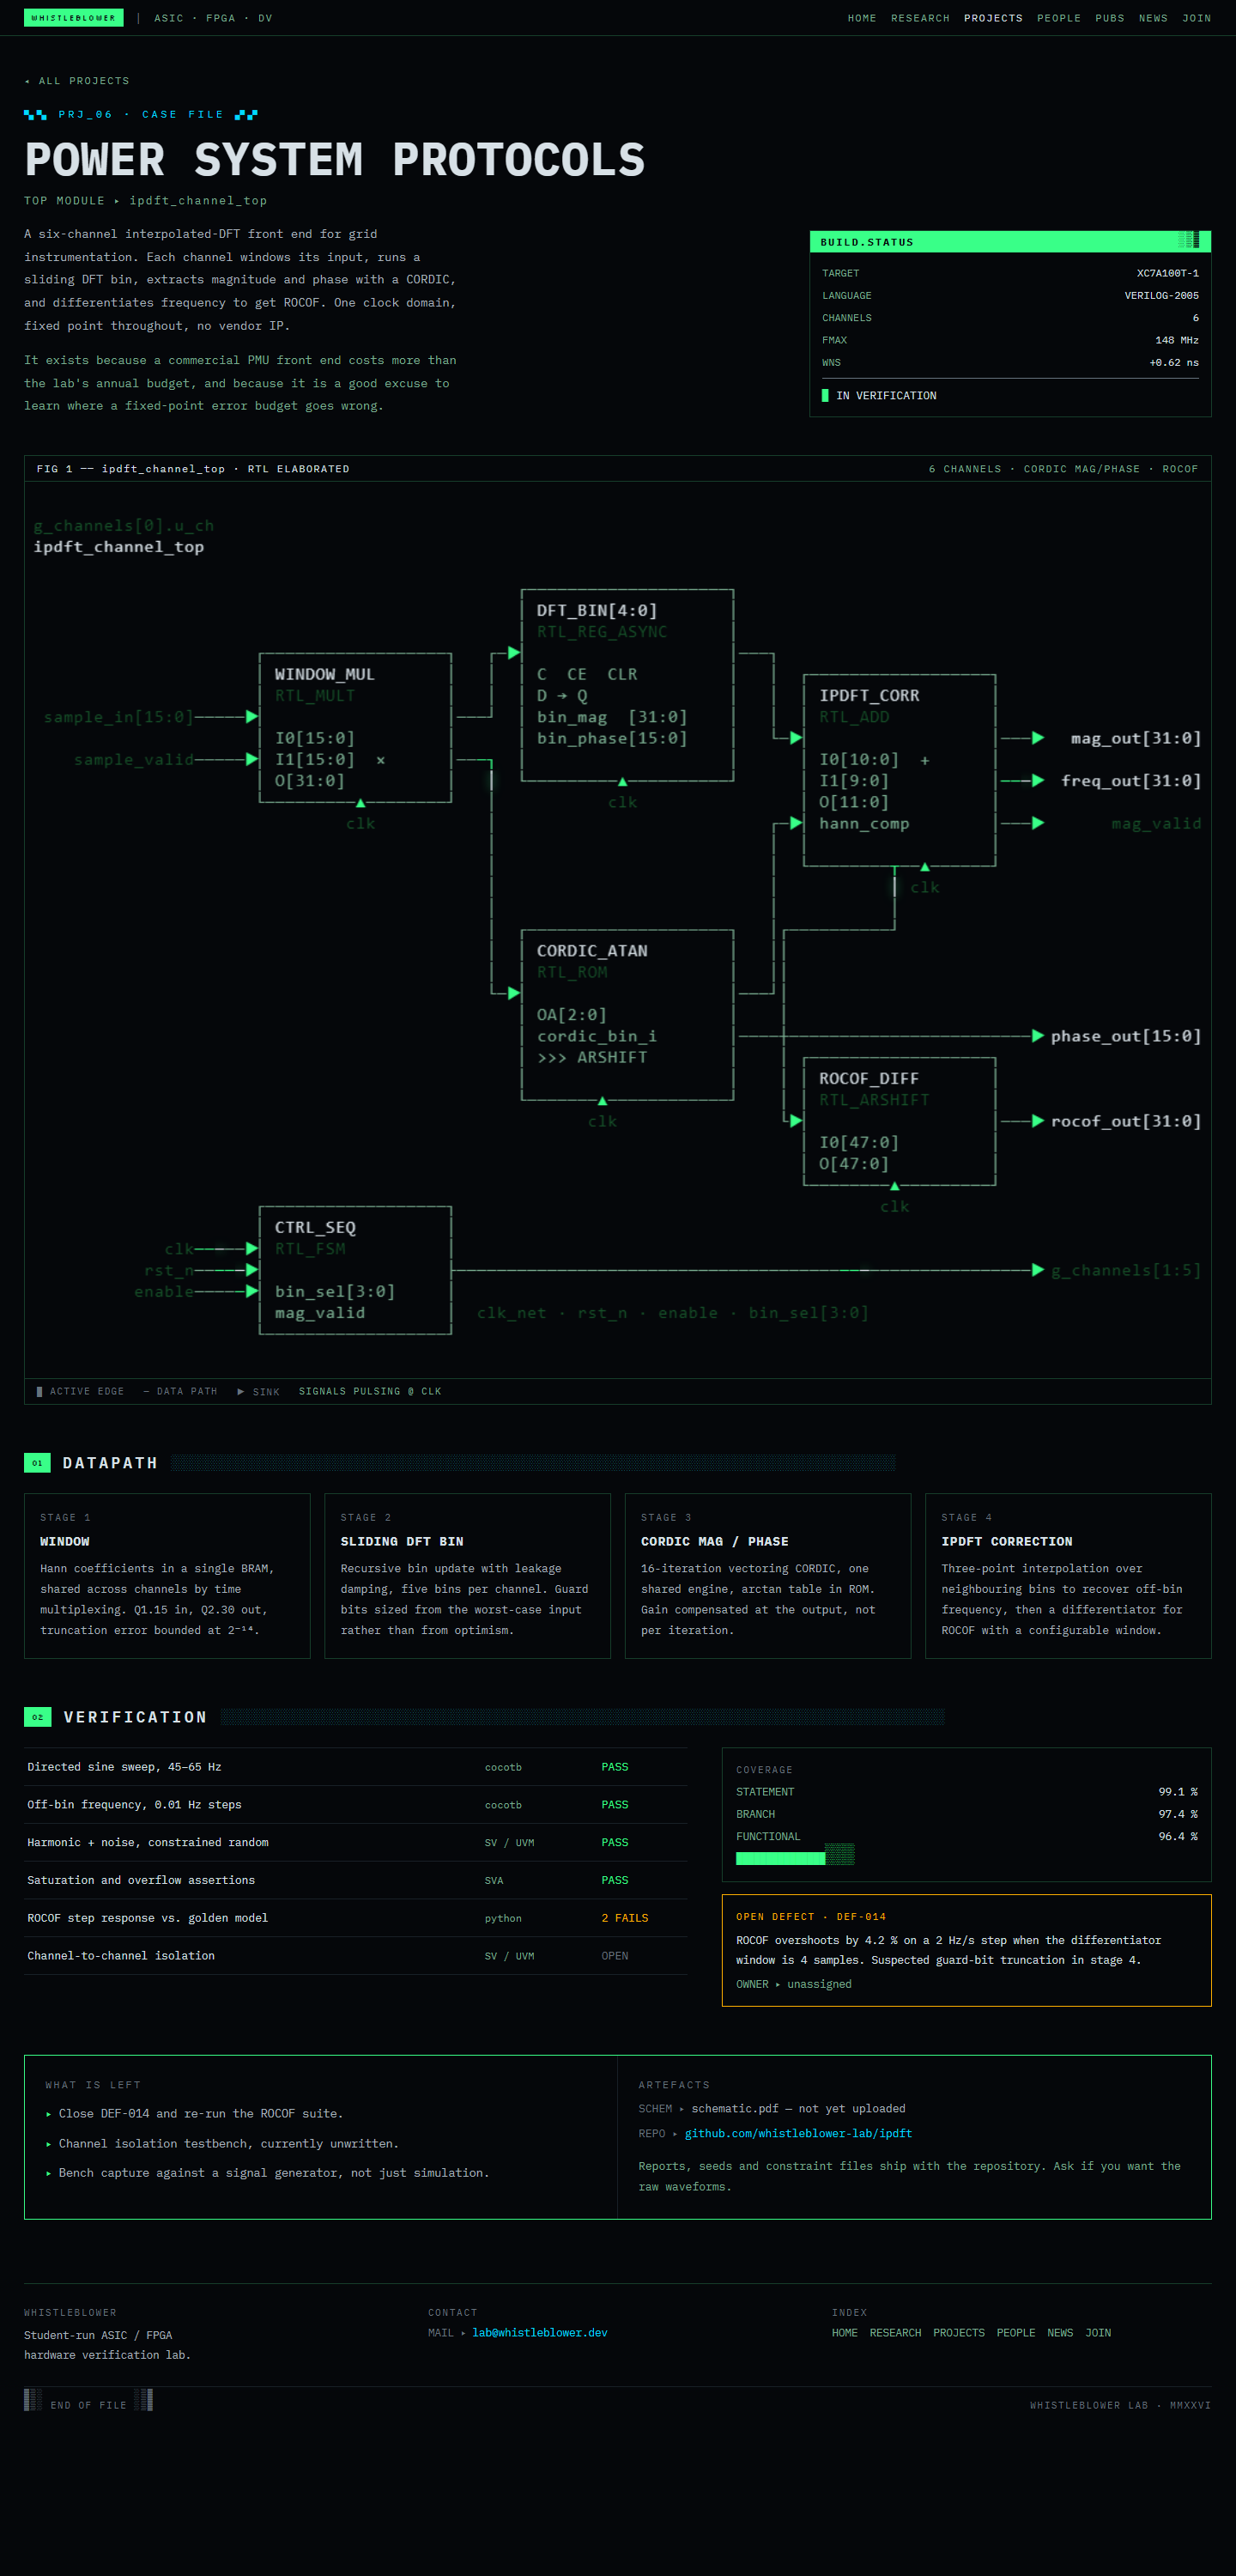 WHISTLEBLOWER | ASIC · FPGA · DV
HOME RESEARCH PROJECTS PEOPLE PUBS NEWS JOIN
◂ ALL PROJECTS
▚▚ PRJ_06 · CASE FILE ▞▞
POWER SYSTEM PROTOCOLS
TOP MODULE ▸ ipdft_channel_top
A six-channel interpolated-DFT front end for grid
instrumentation. Each channel windows its input, runs a
sliding DFT bin, extracts magnitude and phase with a CORDIC,
and differentiates frequency to get ROCOF. One clock domain,
fixed point throughout, no vendor IP.
It exists because a commercial PMU front end costs more than
the lab's annual budget, and because it is a good excuse to
learn where a fixed-point error budget goes wrong.
BUILD.STATUS
TARGET XC7A100T-1
LANGUAGE VERILOG-2005
CHANNELS 6
FMAX 148 MHz
WNS +0.62 ns
IN VERIFICATION
FIG 1 —— ipdft_channel_top · RTL ELABORATED
6 CHANNELS · CORDIC MAG/PHASE · ROCOF
g_channels[0].u_ch
ipdft_channel_top
sample_in[15:0]
sample_valid
WINDOW_MUL
RTL_MULT
I0[15:0]
I1[15:0] ×
O[31:0]
clk
DFT_BIN[4:0]
RTL_REG_ASYNC
C CE CLR
D → Q
bin_mag [31:0]
bin_phase[15:0]
clk
IPDFT_CORR
RTL_ADD
I0[10:0] +
I1[9:0]
O[11:0]
hann_comp
clk
mag_out[31:0]
freq_out[31:0]
mag_valid
CORDIC_ATAN
RTL_ROM
OA[2:0]
cordic_bin_i
>>> ARSHIFT
clk
phase_out[15:0]
ROCOF_DIFF
RTL_ARSHIFT
I0[47:0]
O[47:0]
clk
rocof_out[31:0]
clk
rst_n
enable
CTRL_SEQ
RTL_FSM
bin_sel[3:0]
mag_valid
g_channels[1:5]
clk_net · rst_n · enable · bin_sel[3:0]
ACTIVE EDGE — DATA PATH ▶ SINK SIGNALS PULSING @ CLK
01 DATAPATH
STAGE 1
WINDOW
Hann coefficients in a single BRAM,
shared across channels by time
multiplexing. Q1.15 in, Q2.30 out,
truncation error bounded at 2⁻¹⁴.
STAGE 2
SLIDING DFT BIN
Recursive bin update with leakage
damping, five bins per channel. Guard
bits sized from the worst-case input
rather than from optimism.
STAGE 3
CORDIC MAG / PHASE
16-iteration vectoring CORDIC, one
shared engine, arctan table in ROM.
Gain compensated at the output, not
per iteration.
STAGE 4
IPDFT CORRECTION
Three-point interpolation over
neighbouring bins to recover off-bin
frequency, then a differentiator for
ROCOF with a configurable window.
02 VERIFICATION
Directed sine sweep, 45–65 Hz cocotb PASS
Off-bin frequency, 0.01 Hz steps cocotb PASS
Harmonic + noise, constrained random SV / UVM PASS
Saturation and overflow assertions SVA PASS
ROCOF step response vs. golden model python 2 FAILS
Channel-to-channel isolation SV / UVM OPEN
COVERAGE
STATEMENT 99.1 %
BRANCH 97.4 %
FUNCTIONAL 96.4 %
OPEN DEFECT · DEF-014
ROCOF overshoots by 4.2 % on a 2 Hz/s step when the differentiator
window is 4 samples. Suspected guard-bit truncation in stage 4.
OWNER ▸ unassigned
WHAT IS LEFT
▸ Close DEF-014 and re-run the ROCOF suite.
▸ Channel isolation testbench, currently unwritten.
▸ Bench capture against a signal generator, not just simulation.
ARTEFACTS
SCHEM ▸ schematic.pdf — not yet uploaded
REPO ▸ github.com/whistleblower-lab/ipdft
Reports, seeds and constraint files ship with the repository. Ask if you want the
raw waveforms.
WHISTLEBLOWER
Student-run ASIC / FPGA
hardware verification lab.
CONTACT
MAIL ▸ lab@whistleblower.dev
INDEX
HOME RESEARCH PROJECTS PEOPLE NEWS JOIN
END OF FILE
WHISTLEBLOWER LAB · MMXXVI